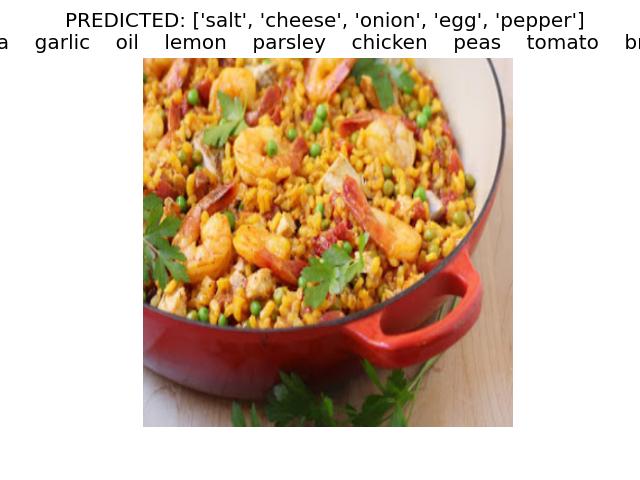 PREDICTED: ['salt', 'cheese', 'onion', 'egg', 'pepper']
garlic oil lemon parsley chicken peas tomato